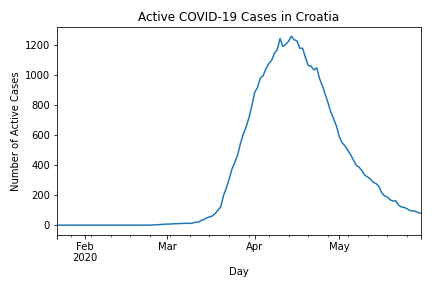 Active COVID-19 Cases in Croatia
Number of Active Cases
1200
1000
800
600
400
200
0
Feb
2020
Mar
Apr
May
Day